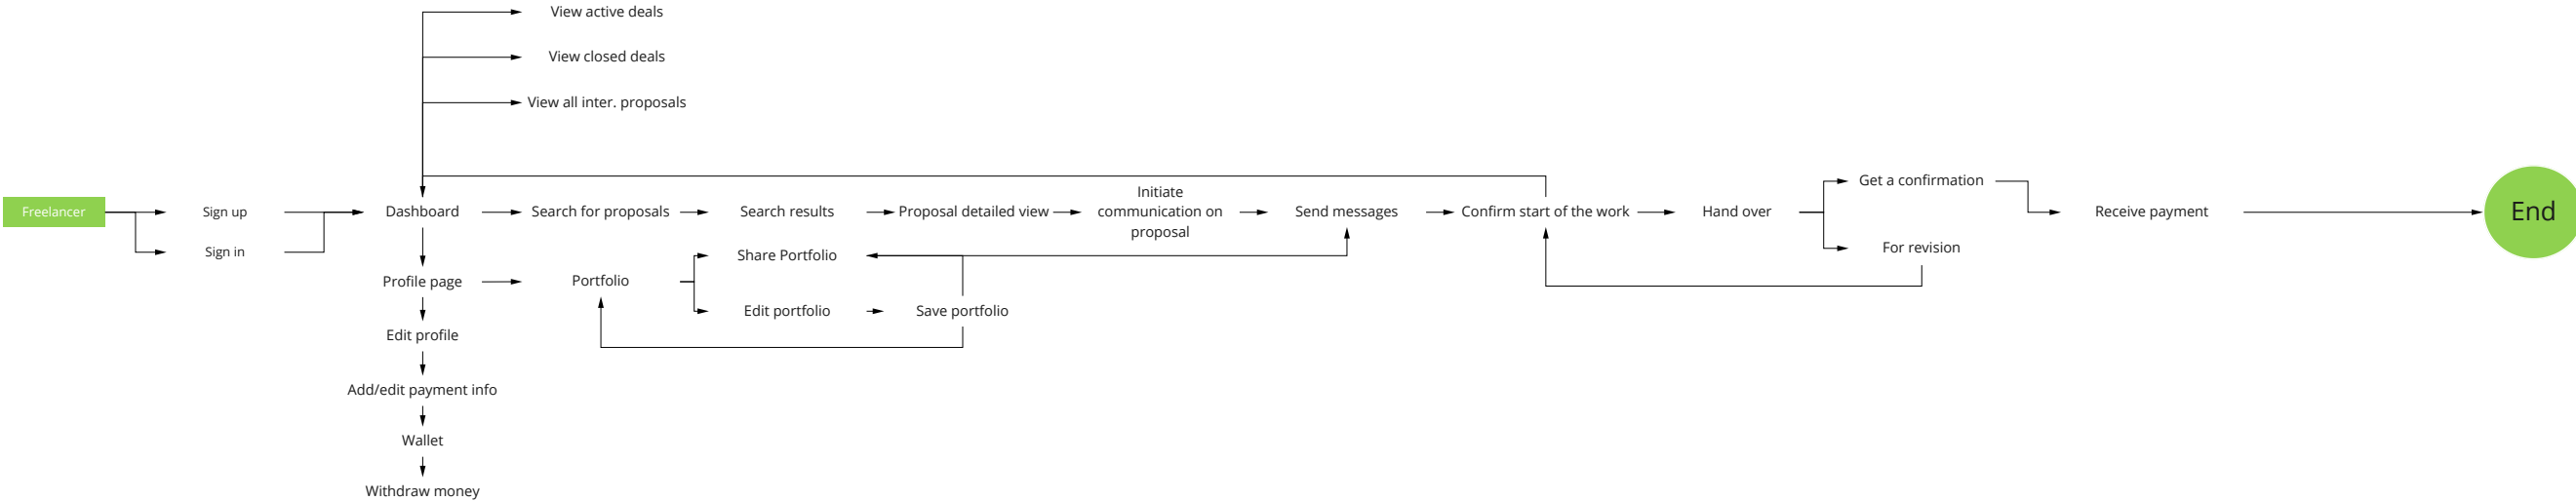 View active deals
View closed deals
View all inter. proposals
Freelancer
Sign up
Sign in
Dashboard
Search for proposals
Search results
Proposal detailed view
Initiate
communication on
proposal
Send messages
Confirm start of the work
Hand over
Get a confirmation
For revision
Receive payment
End
Profile page
Portfolio
Share Portfolio
Edit portfolio
Save portfolio
Edit profile
Add/edit payment info
Wallet
Withdraw money